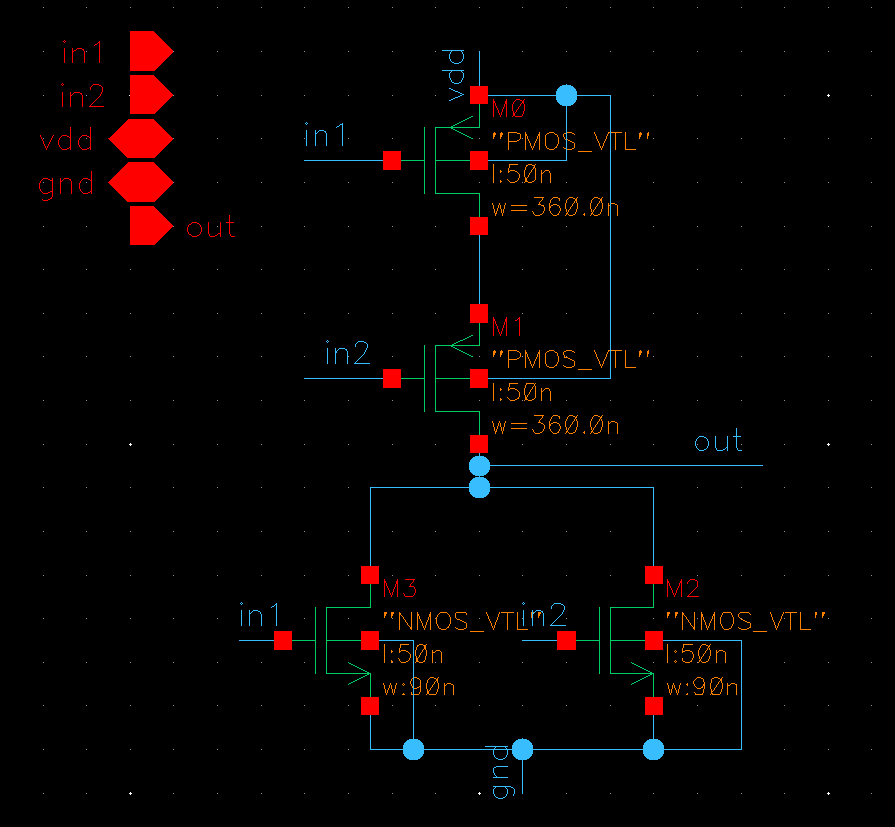 in1
in2
vdd
gnd
out
vdd
M0
in1
"PMOS_VTL"
l:50n
w=360.0n
M1
in2
"PMOS_VTL"
l:50n
w=360.0n
out
M3
in1
"NMOS_VTL"
l:50n
w:90n
M2
in2
"NMOS_VTL"
l:50n
w:90n
gnd